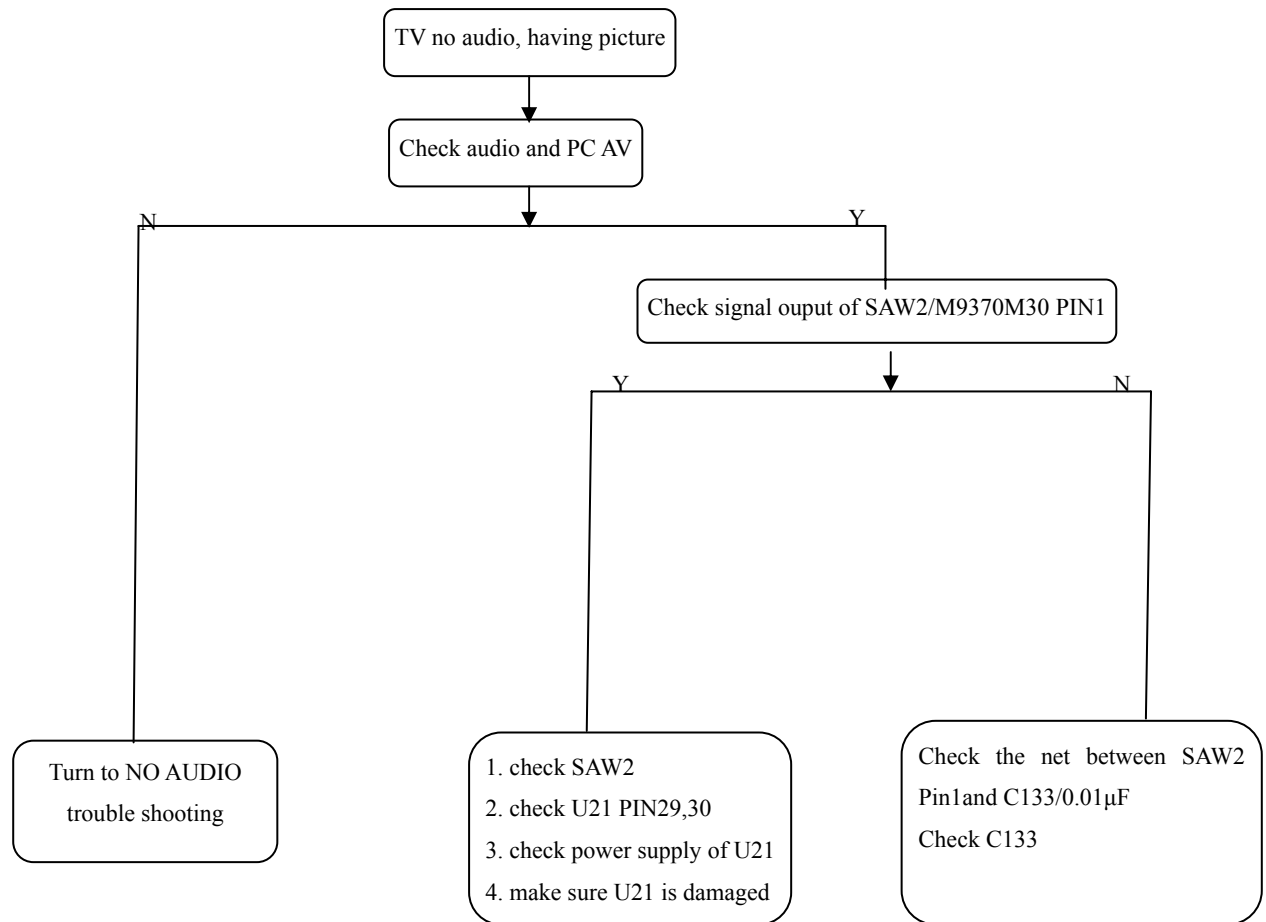 TV no audio, having picture
Check audio and PC AV
N
Y
Check signal ouput of SAW2/M9370M30 PIN1
Y
N
Turn to NO AUDIO
trouble shooting
1. check SAW2
2. check U21 PIN29,30
3. check power supply of U21
4. make sure U21 is damaged
Check the net between SAW2
Pin1and C133/0.01μF
Check C133